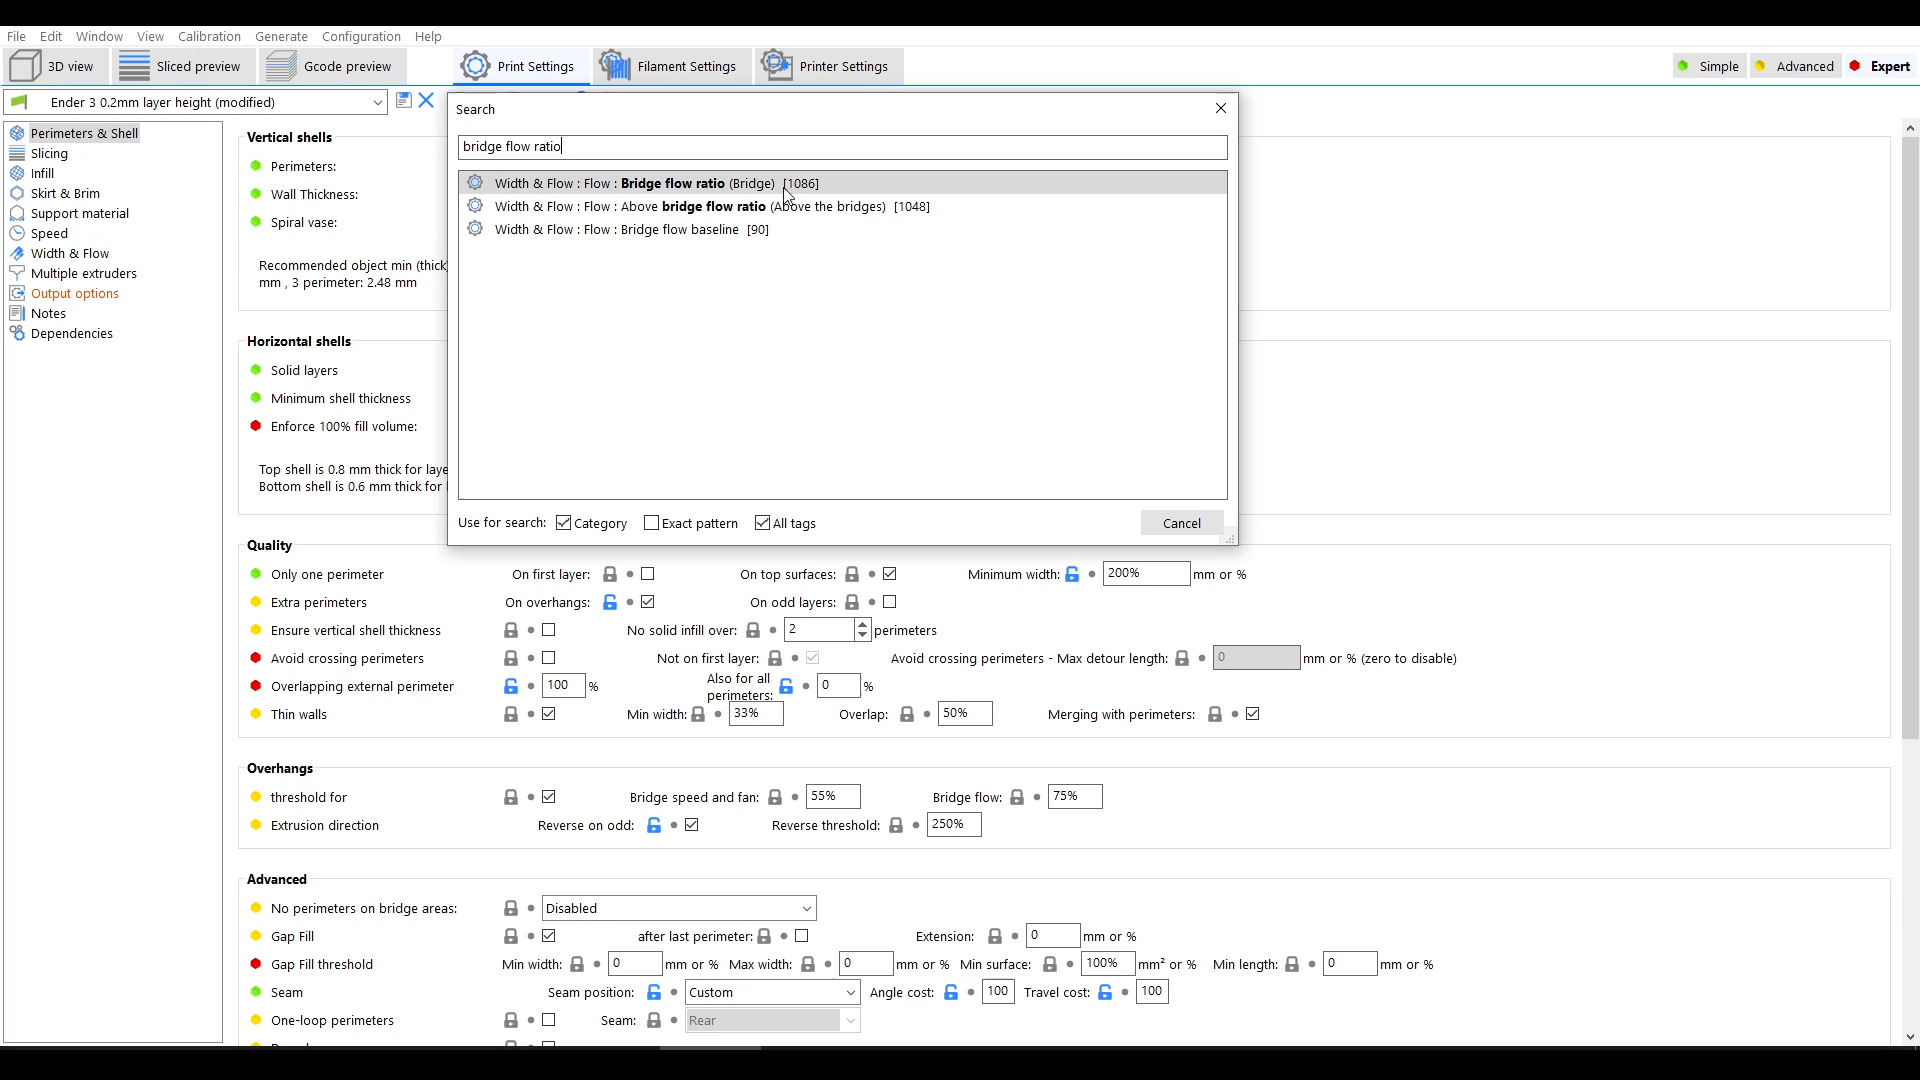 File Edit Window View Calibration Generate Configuration Help
3D view Sliced preview Gcode preview Print Settings Filament Settings Printer Settings Simple Advanced Expert
Ender 3 0.2mm layer height (modified)
Perimeters & Shell
Slicing
Infill
Skirt & Brim
Support material
Speed
Width & Flow
Multiple extruders
Output options
Notes
Dependencies
Vertical shells
Perimeters:
Wall Thickness:
Spiral vase:
Recommended object min (thick
mm , 3 perimeter: 2.48 mm
Horizontal shells
Solid layers
Minimum shell thickness
Enforce 100% fill volume:
Top shell is 0.8 mm thick for laye
Bottom shell is 0.6 mm thick for
Search
bridge flow ratio
Width & Flow : Flow : Bridge flow ratio (Bridge) [1086]
Width & Flow : Flow : Above bridge flow ratio (Above the bridges) [1048]
Width & Flow : Flow : Bridge flow baseline [90]
Use for search: Category Exact pattern All tags Cancel
Quality
Only one perimeter On first layer: On top surfaces: Minimum width: 200% mm or %
Extra perimeters On overhangs: On odd layers:
Ensure vertical shell thickness No solid infill over: 2 perimeters
Avoid crossing perimeters Not on first layer: Avoid crossing perimeters - Max detour length: 0 mm or % (zero to disable)
Overlapping external perimeter 100 % Also for all perimeters: 0 %
Thin walls Min width: 33% Overlap: 50% Merging with perimeters:
Overhangs
threshold for Bridge speed and fan: 55% Bridge flow: 75%
Extrusion direction Reverse on odd: Reverse threshold: 250%
Advanced
No perimeters on bridge areas: Disabled
Gap Fill after last perimeter: Extension: 0 mm or %
Gap Fill threshold Min width: 0 mm or % Max width: 0 mm or % Min surface: 100% mm² or % Min length: 0 mm or %
Seam Seam position: Custom Angle cost: 100 Travel cost: 100
One-loop perimeters Seam: Rear